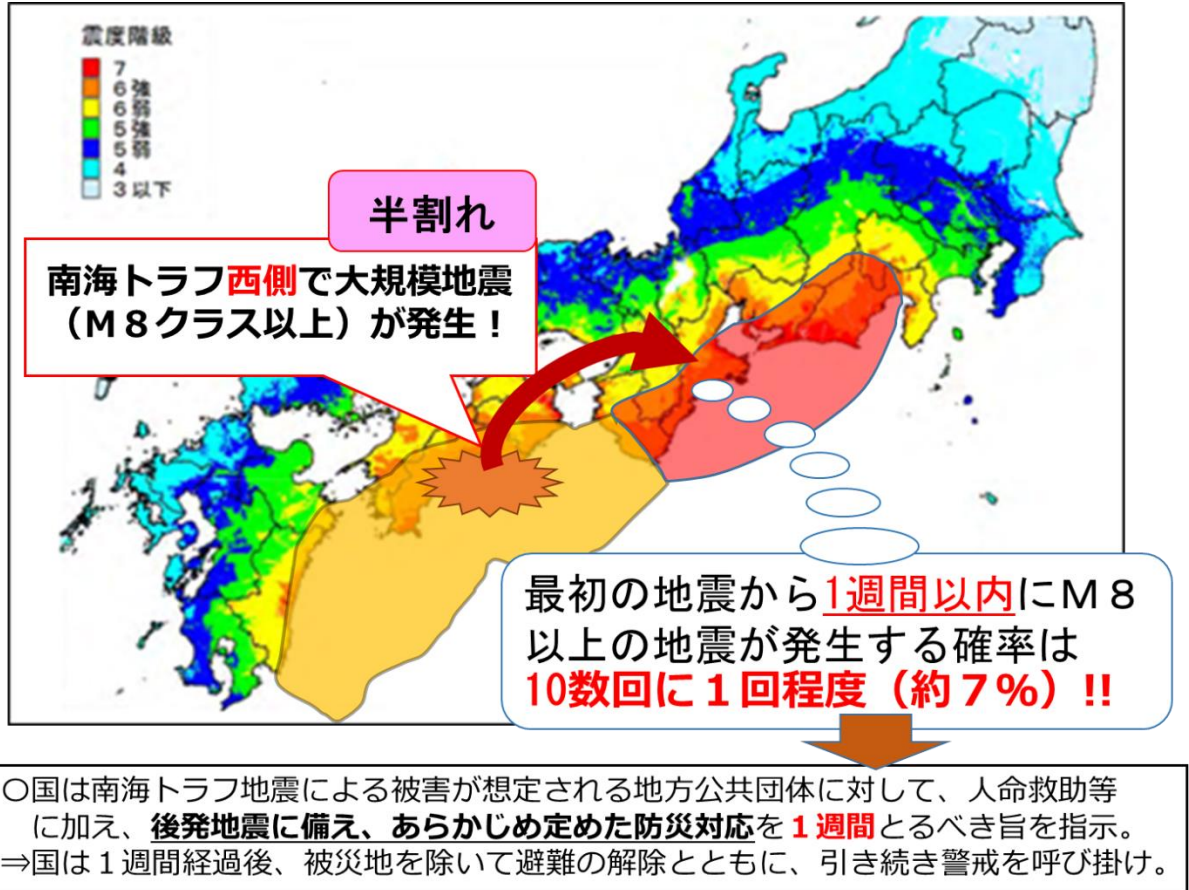 震度階級
7
6強
6弱
5強
5弱
4
3以下
半割れ
南海トラフ西側で大規模地震
（M８クラス以上）が発生！
最初の地震から1週間以内にM８
以上の地震が発生する確率は
10数回に１回程度（約７%）!!
○国は南海トラフ地震による被害が想定される地方公共団体に対して、人命救助等
に加え、後発地震に備え、あらかじめ定めた防災対応を１週間とるべき旨を指示。
⇒国は１週間経過後、被災地を除いて避難の解除とともに、引き続き警戒を呼び掛け。